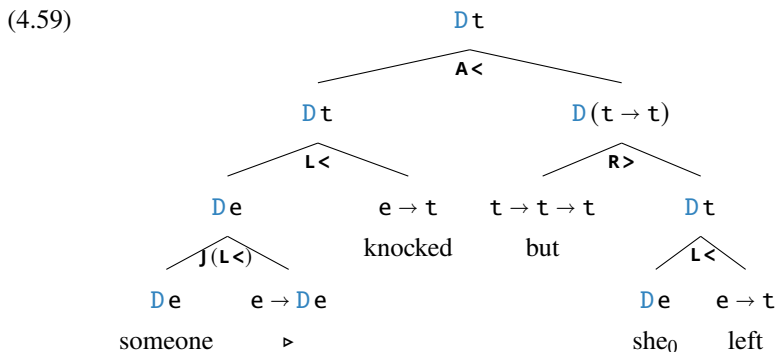 (4.59)
D t
A <
D t D (t → t)
L < R >
D e e → t t → t → t D t
J (L <) knocked but L <
D e e → D e D e e → t
someone ▹ she₀ left